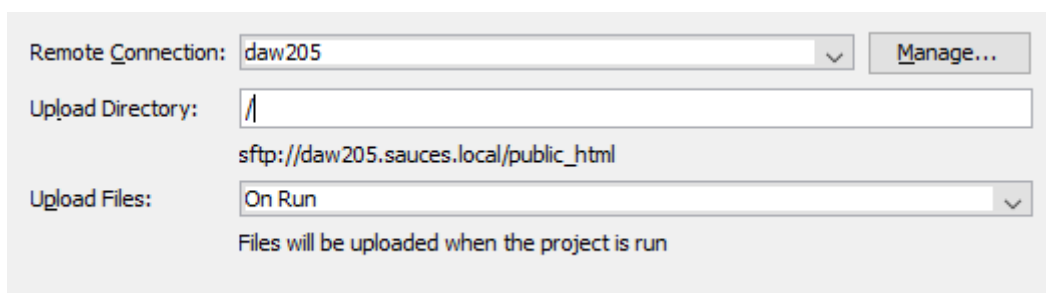 Remote Connection: daw205 Manage...
Upload Directory: /
sftp://daw205.sauces.local/public_html
Upload Files: On Run
Files will be uploaded when the project is run